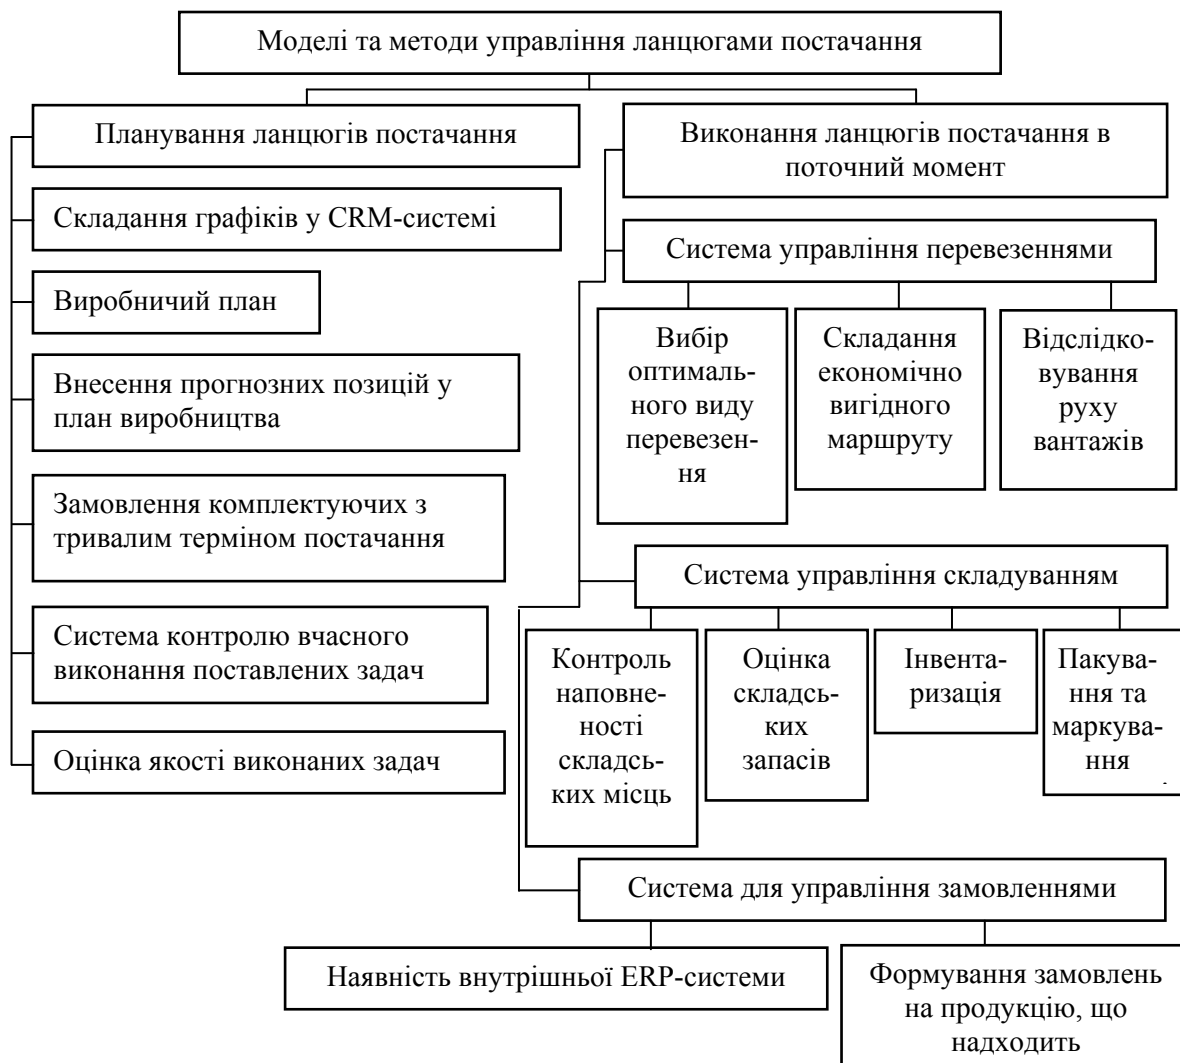 Моделі та методи управління ланцюгами постачання
Планування ланцюгів постачання
Складання графіків у CRM-системі
Виробничий план
Внесення прогнозних позицій у
план виробництва
Замовлення комплектуючих з
тривалим терміном постачання
Система контролю вчасного
виконання поставлених задач
Оцінка якості виконаних задач
Виконання ланцюгів постачання в
поточний момент
Система управління перевезеннями
Вибір
оптималь-
ного виду
перевезен-
ня
Складання
економічно
вигідного
маршруту
Відслідко-
вування
руху
вантажів
Система управління складуванням
Контроль
наповне-
ності
складсь-
ких місць
Оцінка
складсь-
ких
запасів
Інвента-
ризація
Пакува-
ння та
маркува-
ння
Система для управління замовленнями
Наявність внутрішньої ERP-системи
Формування замовлень
на продукцію, що
надходить